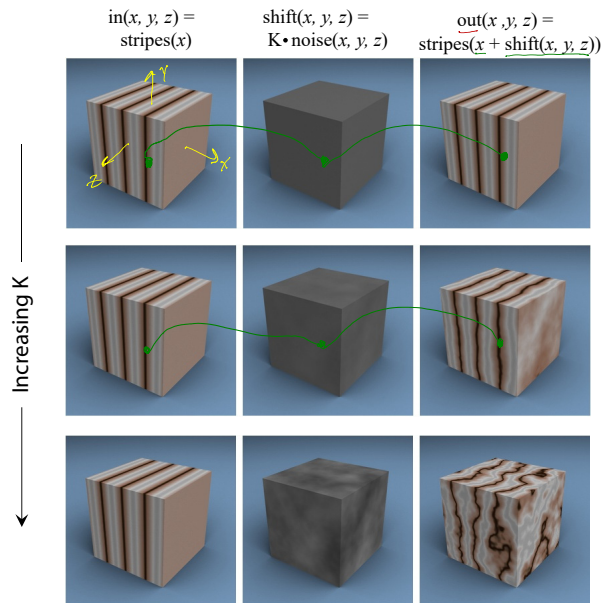 in(x, y, z) =
stripes(x)
shift(x, y, z) =
K•noise(x, y, z)
out(x ,y, z) =
stripes(x + shift(x, y, z))
Y
Z
X
Increasing K